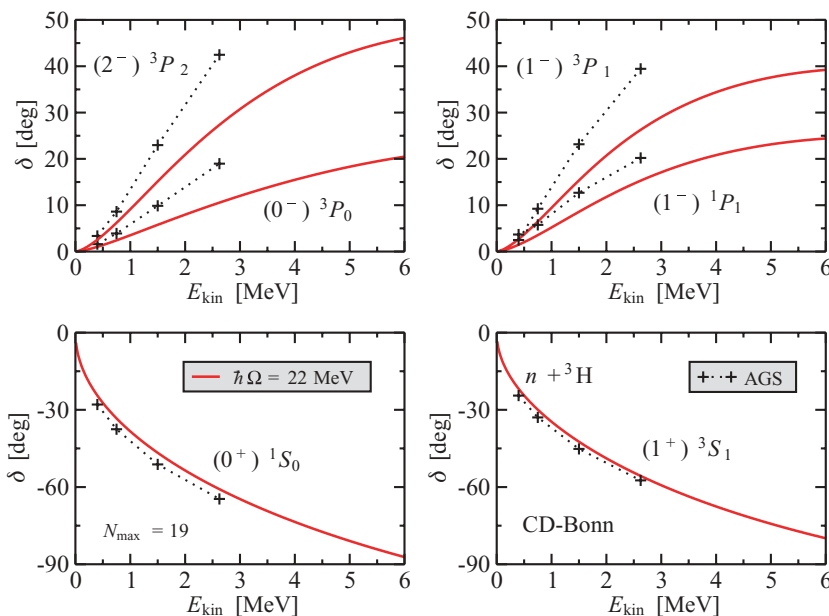 50
40
30
20
10
0
δ [deg]
(2⁻) ³P₂
(0⁻) ³P₀
0 1 2 3 4 5 6
E_kin [MeV]
50
40
30
20
10
0
δ [deg]
(1⁻) ³P₁
(1⁻) ¹P₁
0 1 2 3 4 5 6
E_kin [MeV]
0
-30
-60
-90
δ [deg]
ħΩ = 22 MeV
(0⁺) ¹S₀
N_max = 19
0 1 2 3 4 5 6
E_kin [MeV]
0
-30
-60
-90
δ [deg]
n + ³H
AGS
(1⁺) ³S₁
CD-Bonn
0 1 2 3 4 5 6
E_kin [MeV]